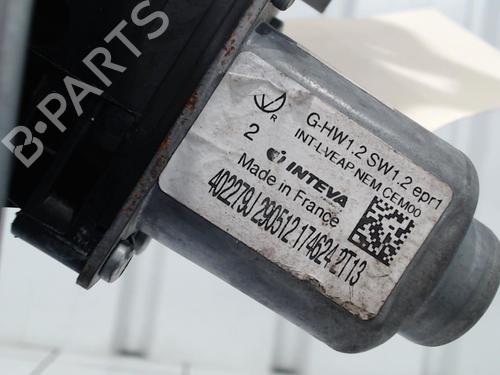 B-PARTS
G-HW1.2 SW1.2 epr1
INT-LVEAP NEM CEM00
R
2
INTEVA
Made in France
402279J 290512 174624 2T13